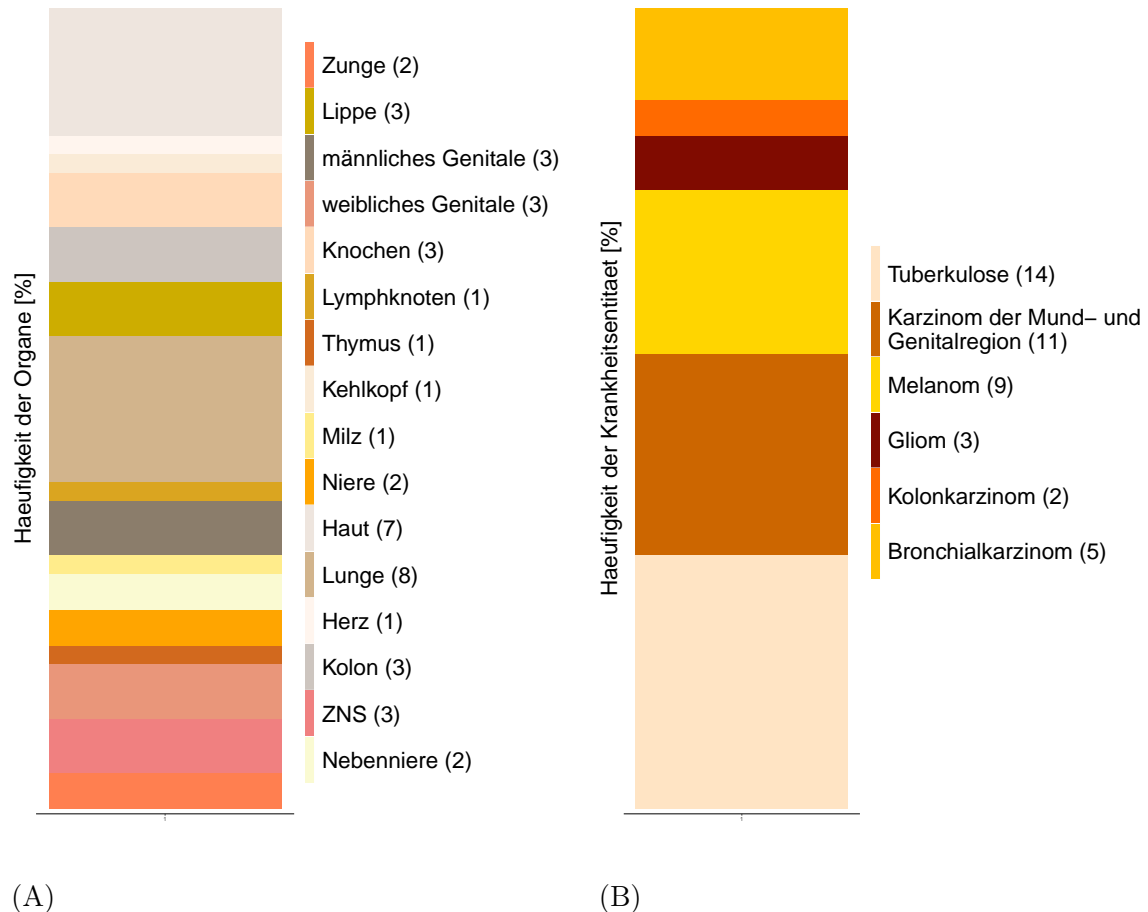 Haeufigkeit der Organe [%]
Zunge (2)
Lippe (3)
männliches Genitale (3)
weibliches Genitale (3)
Knochen (3)
Lymphknoten (1)
Thymus (1)
Kehlkopf (1)
Milz (1)
Niere (2)
Haut (7)
Lunge (8)
Herz (1)
Kolon (3)
ZNS (3)
Nebenniere (2)
(A)
Haeufigkeit der Krankheitsentitaet [%]
Tuberkulose (14)
Karzinom der Mund− und
Genitalregion (11)
Melanom (9)
Gliom (3)
Kolonkarzinom (2)
Bronchialkarzinom (5)
(B)